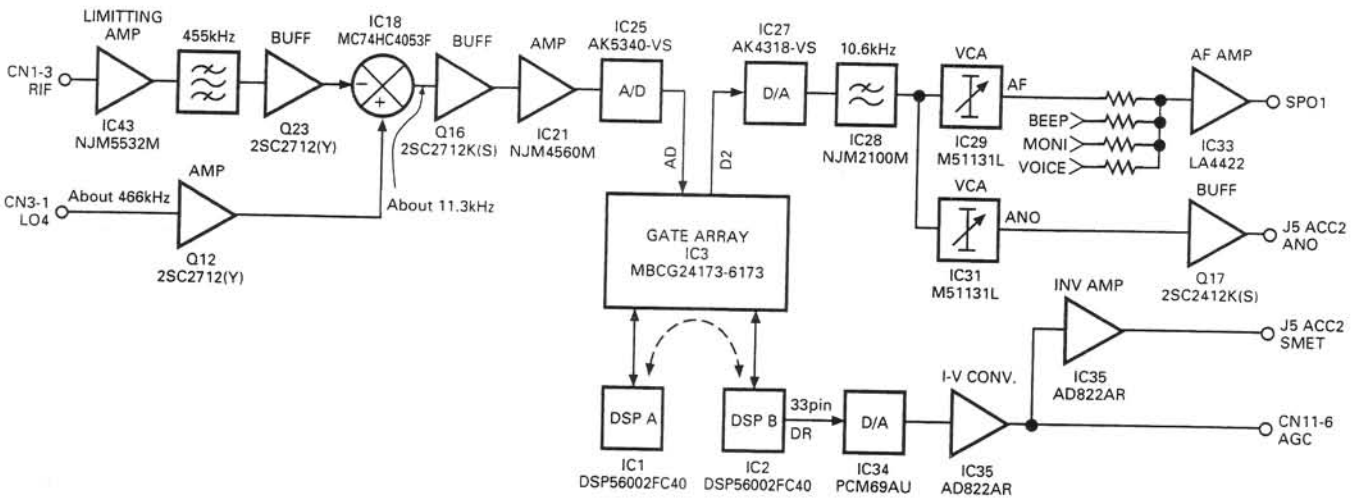 LIMITTING
AMP
CN1-3
RIF
IC43
NJM5532M
455kHz
BUFF
Q23
2SC2712(Y)
IC18
MC74HC4053F
-
+
BUFF
Q16
2SC2712K(S)
AMP
IC21
NJM4560M
IC25
AK5340-VS
A/D
AD
D2
IC27
AK4318-VS
D/A
10.6kHz
IC28
NJM2100M
VCA
IC29
M51131L
AF
BEEP
MONI
VOICE
AF AMP
IC33
LA4422
SPO1
CN3-1
LO4
About 466kHz
AMP
Q12
2SC2712(Y)
About 11.3kHz
GATE ARRAY
IC3
MBCG24173-6173
VCA
IC31
M51131L
ANO
BUFF
Q17
2SC2412K(S)
J5 ACC2
ANO
INV AMP
IC35
AD822AR
J5 ACC2
SMET
DSP A
IC1
DSP56002FC40
DSP B
IC2
DSP56002FC40
33pin
DR
D/A
IC34
PCM69AU
I-V CONV.
IC35
AD822AR
CN11-6
AGC